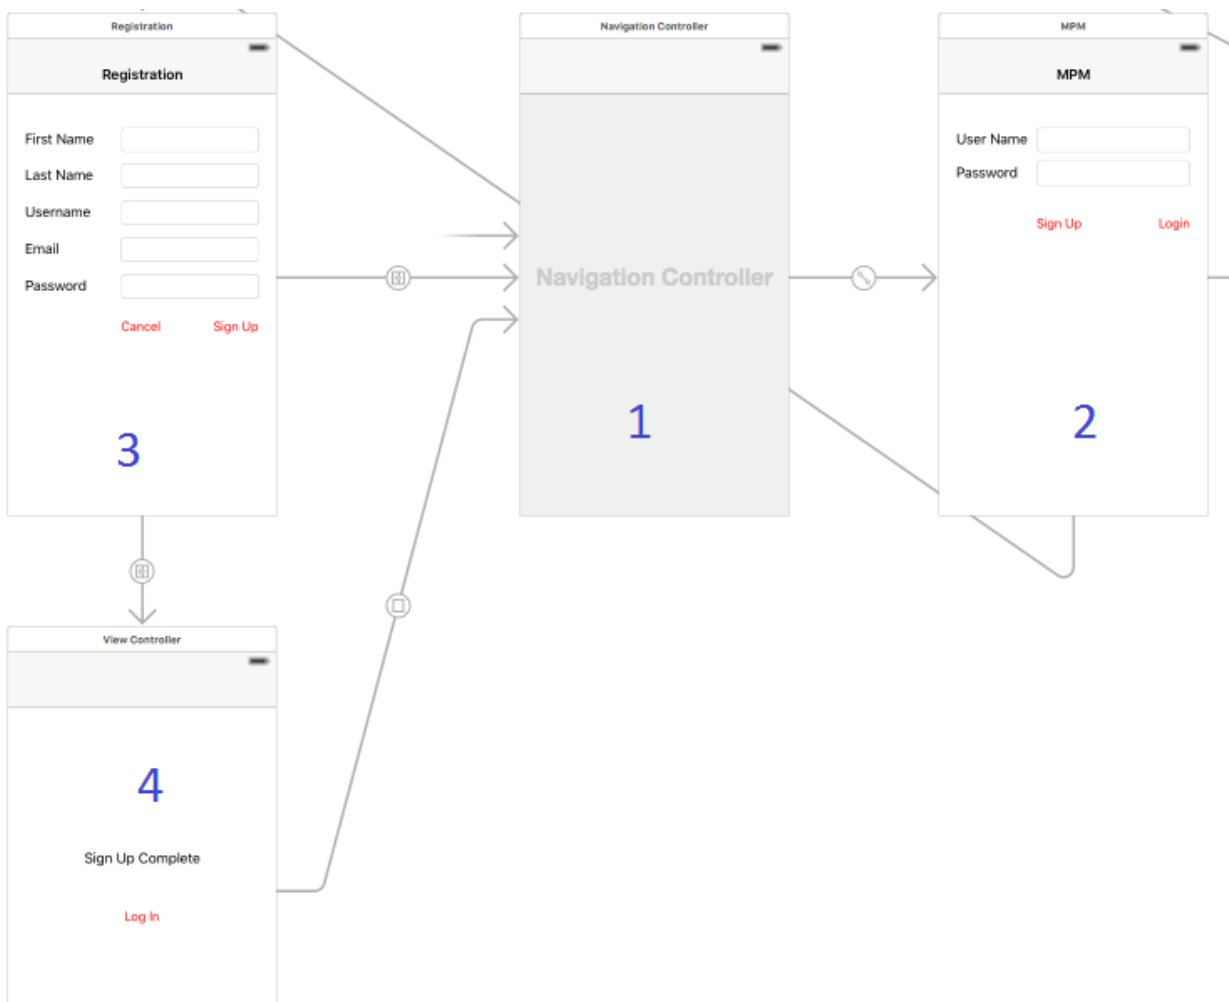 Registration
Registration
First Name
Last Name
Username
Email
Password
Cancel Sign Up
3
Navigation Controller
Navigation Controller
1
MPM
MPM
User Name
Password
Sign Up Login
2
View Controller
4
Sign Up Complete
Log In